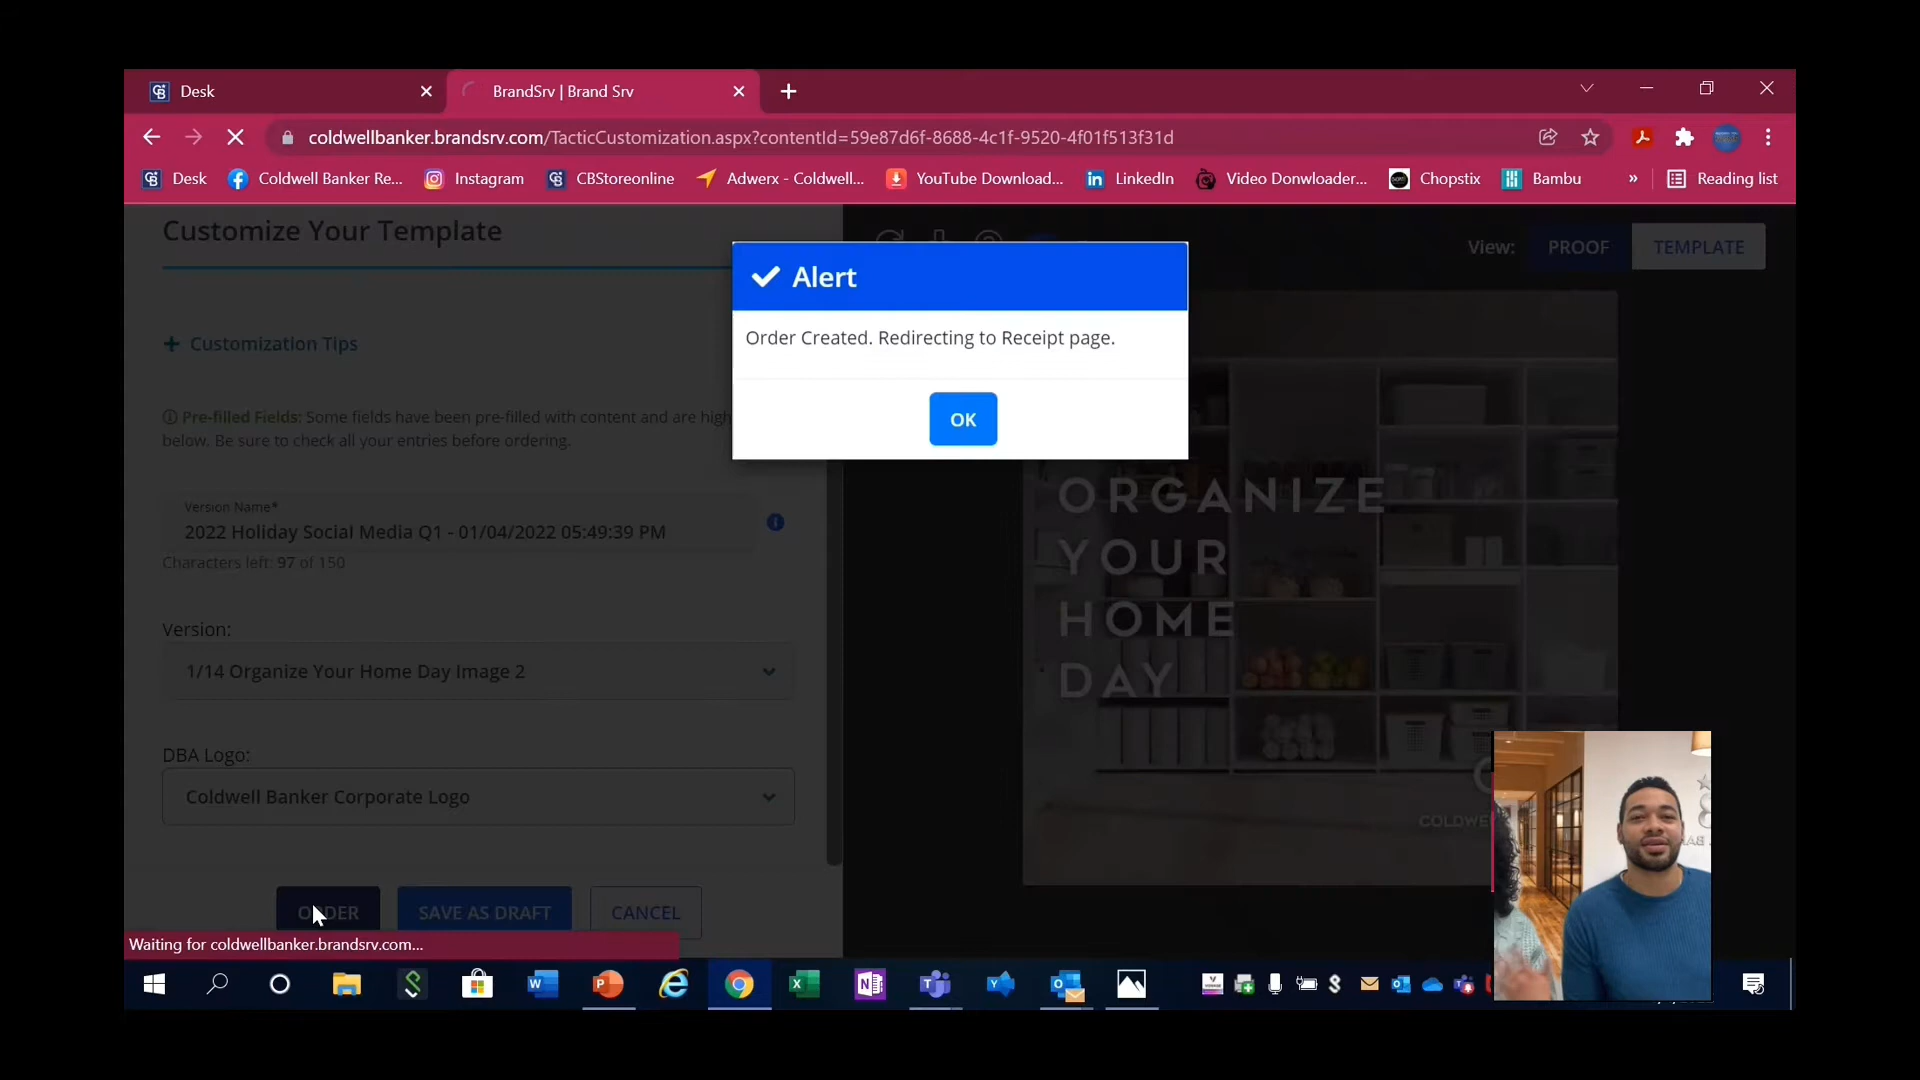 Desk
BrandSrv | Brand Srv
coldwellbanker.brandsrv.com/TacticCustomization.aspx?contentId=59e87d6f-8688-4c1f-9520-4f01f513f31d
Desk
Coldwell Banker Re...
Instagram
CBStoreonline
Adwerx - Coldwell...
YouTube Download...
LinkedIn
Video Donwloader...
Chopstix
Bambu
»
Reading list
Customize Your Template
View:
PROOF
TEMPLATE
Alert
Order Created. Redirecting to Receipt page.
OK
Customization Tips
Pre-filled Fields: Some fields have been pre-filled with content and are high
below. Be sure to check all your entries before ordering.
Version Name*
2022 Holiday Social Media Q1 - 01/04/2022 05:49:39 PM
Characters left: 97 of 150
Version:
1/14 Organize Your Home Day Image 2
DBA Logo:
Coldwell Banker Corporate Logo
ORDER
SAVE AS DRAFT
CANCEL
ORGANIZE
YOUR
HOME
DAY
COLDWE
Waiting for coldwellbanker.brandsrv.com...